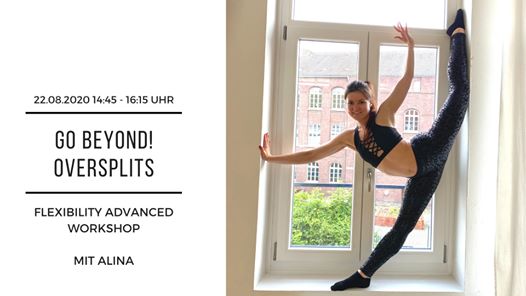 22.08.2020 14:45 - 16:15 UHR
GO BEYOND!
OVERSPLITS
FLEXIBILITY ADVANCED
WORKSHOP
MIT ALINA